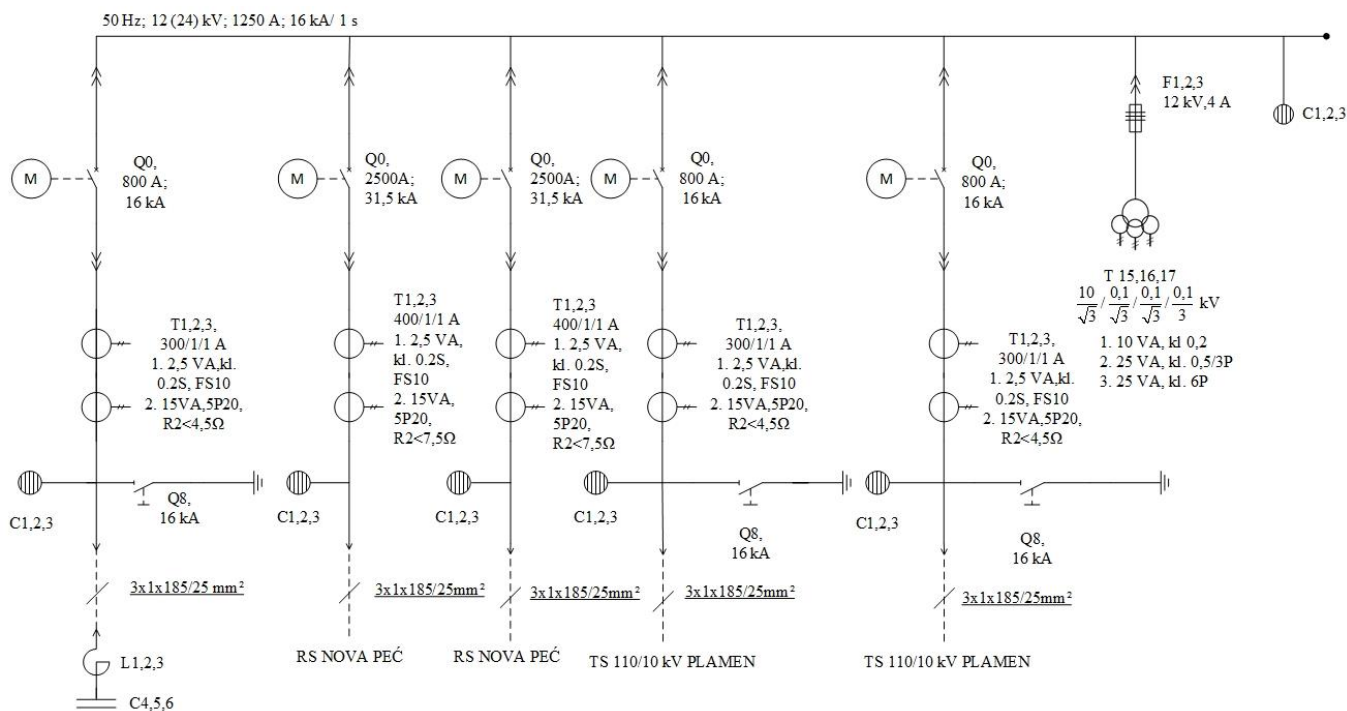 50 Hz; 12 (24) kV; 1250 A; 16 kA/ 1 s
M
Q0,
800 A;
16 kA
T1,2,3,
300/1/1 A
1. 2,5 VA,kl.
0.2S, FS10
2. 15VA,5P20,
R2<4,5Ω
C1,2,3
Q8,
16 kA
3x1x185/25 mm²
L1,2,3
C4,5,6
M
Q0,
2500A;
31,5 kA
T1,2,3
400/1/1 A
1. 2,5 VA,
kl. 0.2S,
FS10
2. 15VA,
5P20,
R2<7,5Ω
C1,2,3
3x1x185/25mm²
RS NOVA PEĆ
M
Q0,
2500A;
31,5 kA
T1,2,3
400/1/1 A
1. 2,5 VA,
kl. 0.2S,
FS10
2. 15VA,
5P20,
R2<7,5Ω
C1,2,3
3x1x185/25mm²
RS NOVA PEĆ
M
Q0,
800 A;
16 kA
T1,2,3,
300/1/1 A
1. 2,5 VA,kl.
0.2S, FS10
2. 15VA,5P20,
R2<4,5Ω
C1,2,3
Q8,
16 kA
3x1x185/25mm²
TS 110/10 kV PLAMEN
M
Q0,
800 A;
16 kA
T1,2,3,
300/1/1 A
1. 2,5 VA,kl.
0.2S, FS10
2. 15VA,5P20,
R2<4,5Ω
C1,2,3
Q8,
16 kA
3x1x185/25mm²
TS 110/10 kV PLAMEN
F1,2,3
12 kV,4 A
T 15,16,17
10/√3 / 0,1/√3 / 0,1/√3 / 0,1/3 kV
1. 10 VA, kl 0,2
2. 25 VA, kl. 0,5/3P
3. 25 VA, kl. 6P
C1,2,3